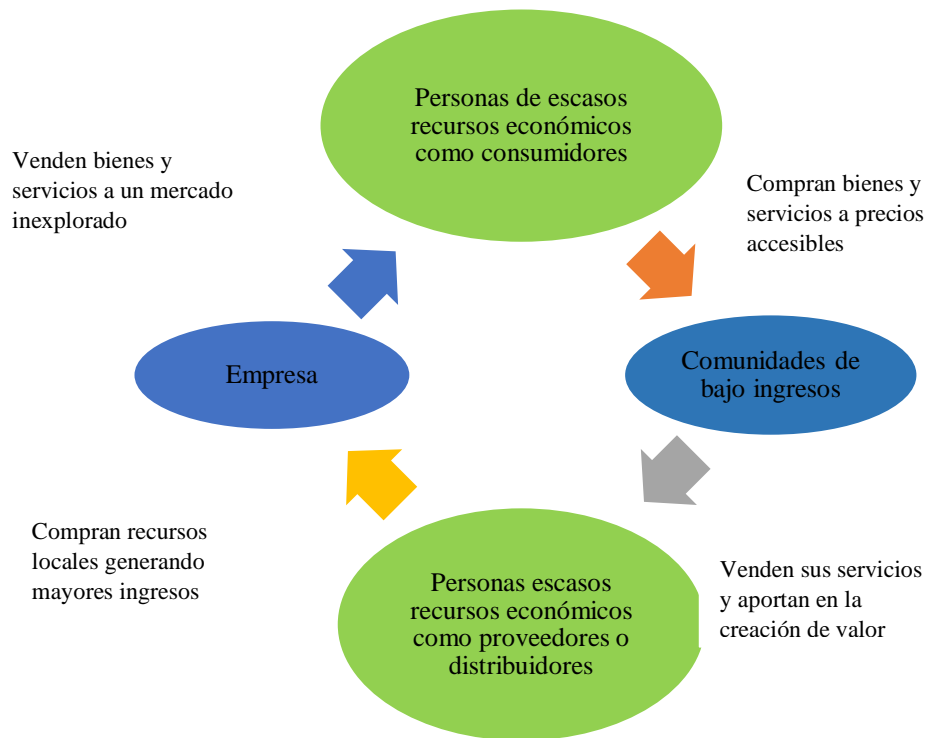 Personas de escasos
recursos económicos
como consumidores
Venden bienes y
servicios a un mercado
inexplorado
Compran bienes y
servicios a precios
accesibles
Empresa
Comunidades de
bajo ingresos
Compran recursos
locales generando
mayores ingresos
Personas escasos
recursos económicos
como proveedores o
distribuidores
Venden sus servicios
y aportan en la
creación de valor